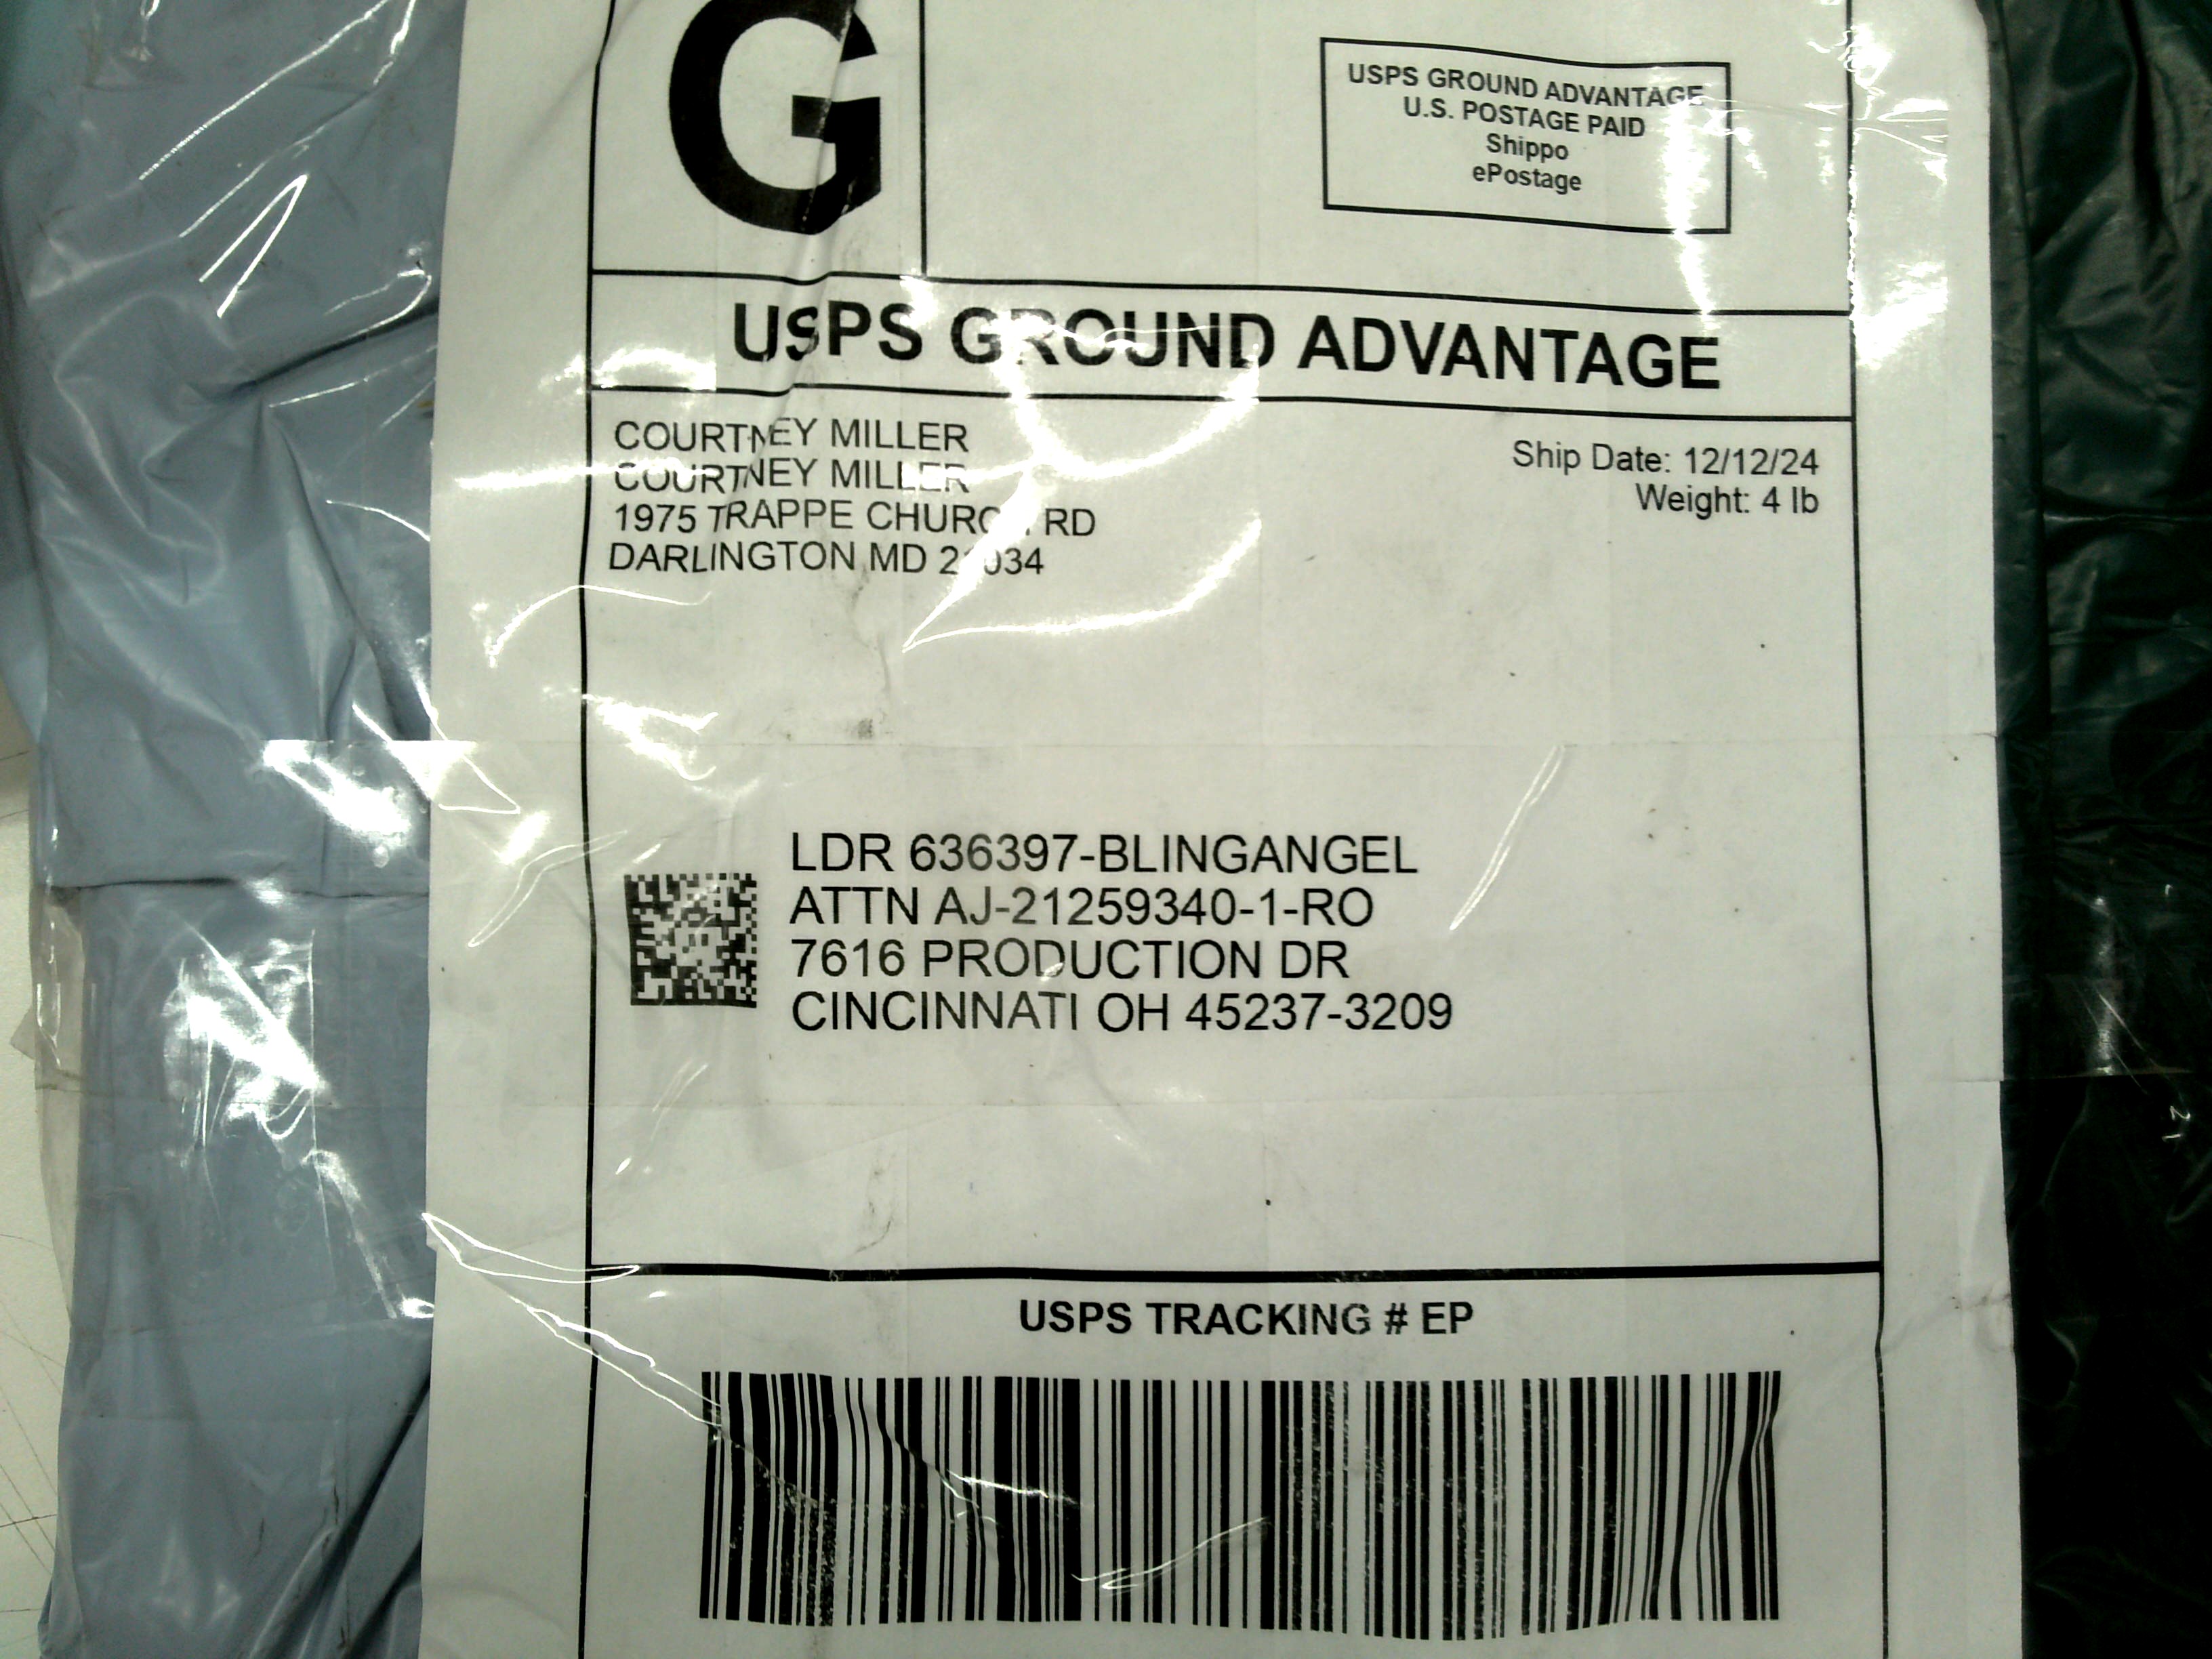 G
USPS GROUND ADVANTAGE
U.S. POSTAGE PAID
Shippo
ePostage
USPS GROUND ADVANTAGE
COURTNEY MILLER
COURTNEY MILLER
1975 TRAPPE CHURCH RD
DARLINGTON MD 21034
Ship Date: 12/12/24
Weight: 4 lb
LDR 636397-BLINGANGEL
ATTN AJ-21259340-1-RO
7616 PRODUCTION DR
CINCINNATI OH 45237-3209
USPS TRACKING # EP